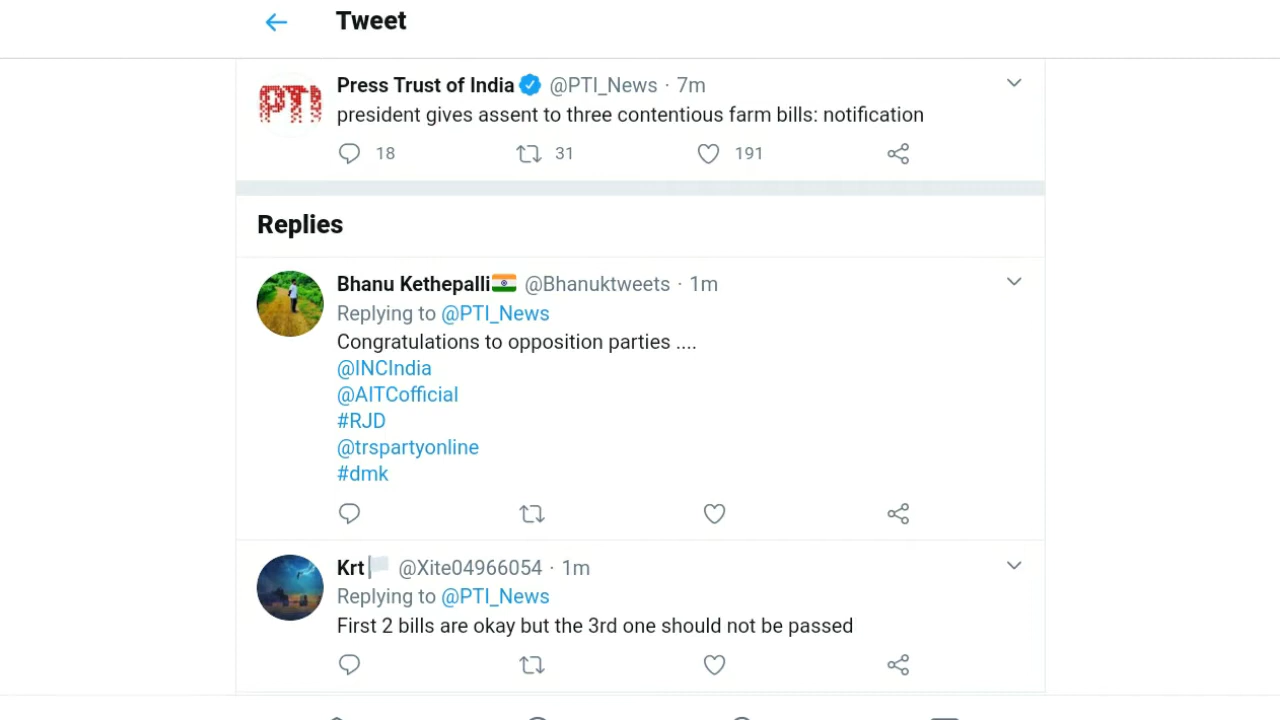 Tweet
PTI
Press Trust of India @PTI_News · 7m
president gives assent to three contentious farm bills: notification
18 31 191
Replies
Bhanu Kethepalli @Bhanuktweets · 1m
Replying to @PTI_News
Congratulations to opposition parties ....
@INCIndia
@AITCofficial
#RJD
@trspartyonline
#dmk
Krt @Xite04966054 · 1m
Replying to @PTI_News
First 2 bills are okay but the 3rd one should not be passed